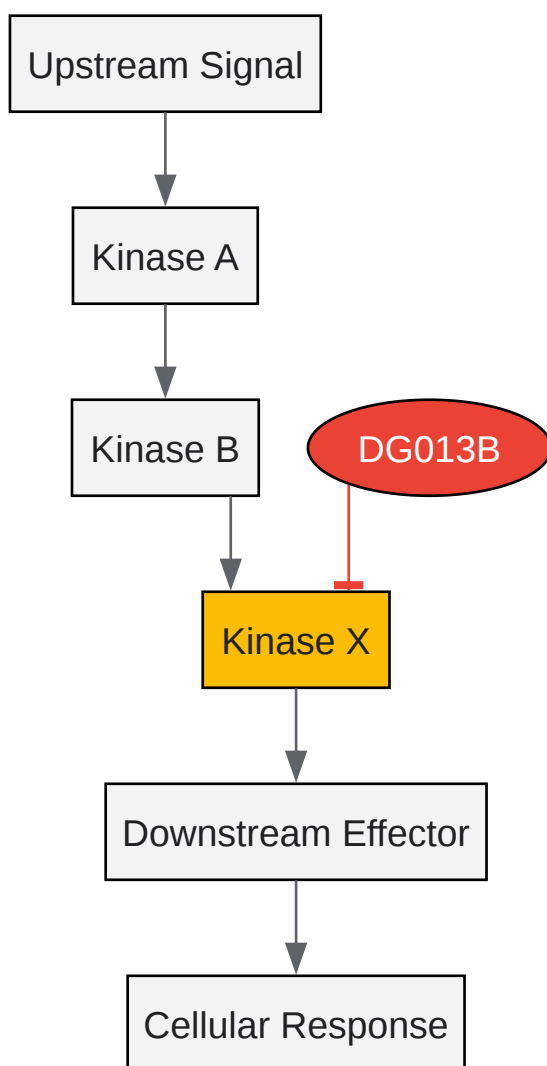 Upstream Signal
Kinase A
Kinase B
DG013B
Kinase X
Downstream Effector
Cellular Response